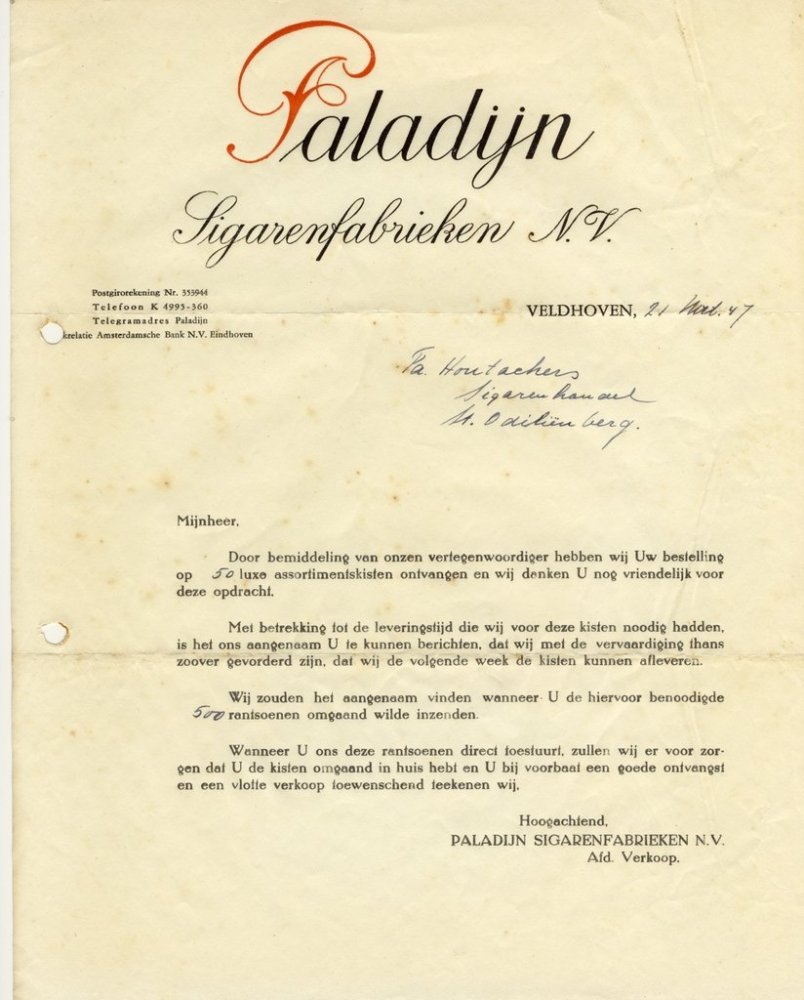 Paladijn
Sigarenfabrieken N.V.
Postgirorekening Nr. 353944
Telefoon K 4995-360
Telegramadres Paladijn
krelatie Amsterdamsche Bank N.V. Eindhoven
VELDHOVEN, 21 47
Fa. Houtackers
Sigarenhandel
St. Odiliënberg.
Mijnheer,
Door bemiddeling van onzen vertegenwoordiger hebben wij Uw bestelling
op 50 luxe assortimentskisten ontvangen en wij danken U nog vriendelijk voor
deze opdracht.
Met betrekking tot de leveringstijd die wij voor deze kisten noodig hadden,
is het ons aangenaam U te kunnen berichten, dat wij met de vervaardiging thans
zoover gevorderd zijn, dat wij de volgende week de kisten kunnen afleveren.
Wij zouden het aangenaam vinden wanneer U de hiervoor benoodigde
500 rantsoenen omgaand wilde inzenden.
Wanneer U ons deze rantsoenen direct toestuurt, zullen wij er voor zor-
gen dat U de kisten omgaand in huis hebt en U bij voorbaat een goede ontvangst
en een vlotte verkoop toewenschend teekenen wij,
Hoogachtend,
PALADIJN SIGARENFABRIEKEN N.V.
Afd. Verkoop.